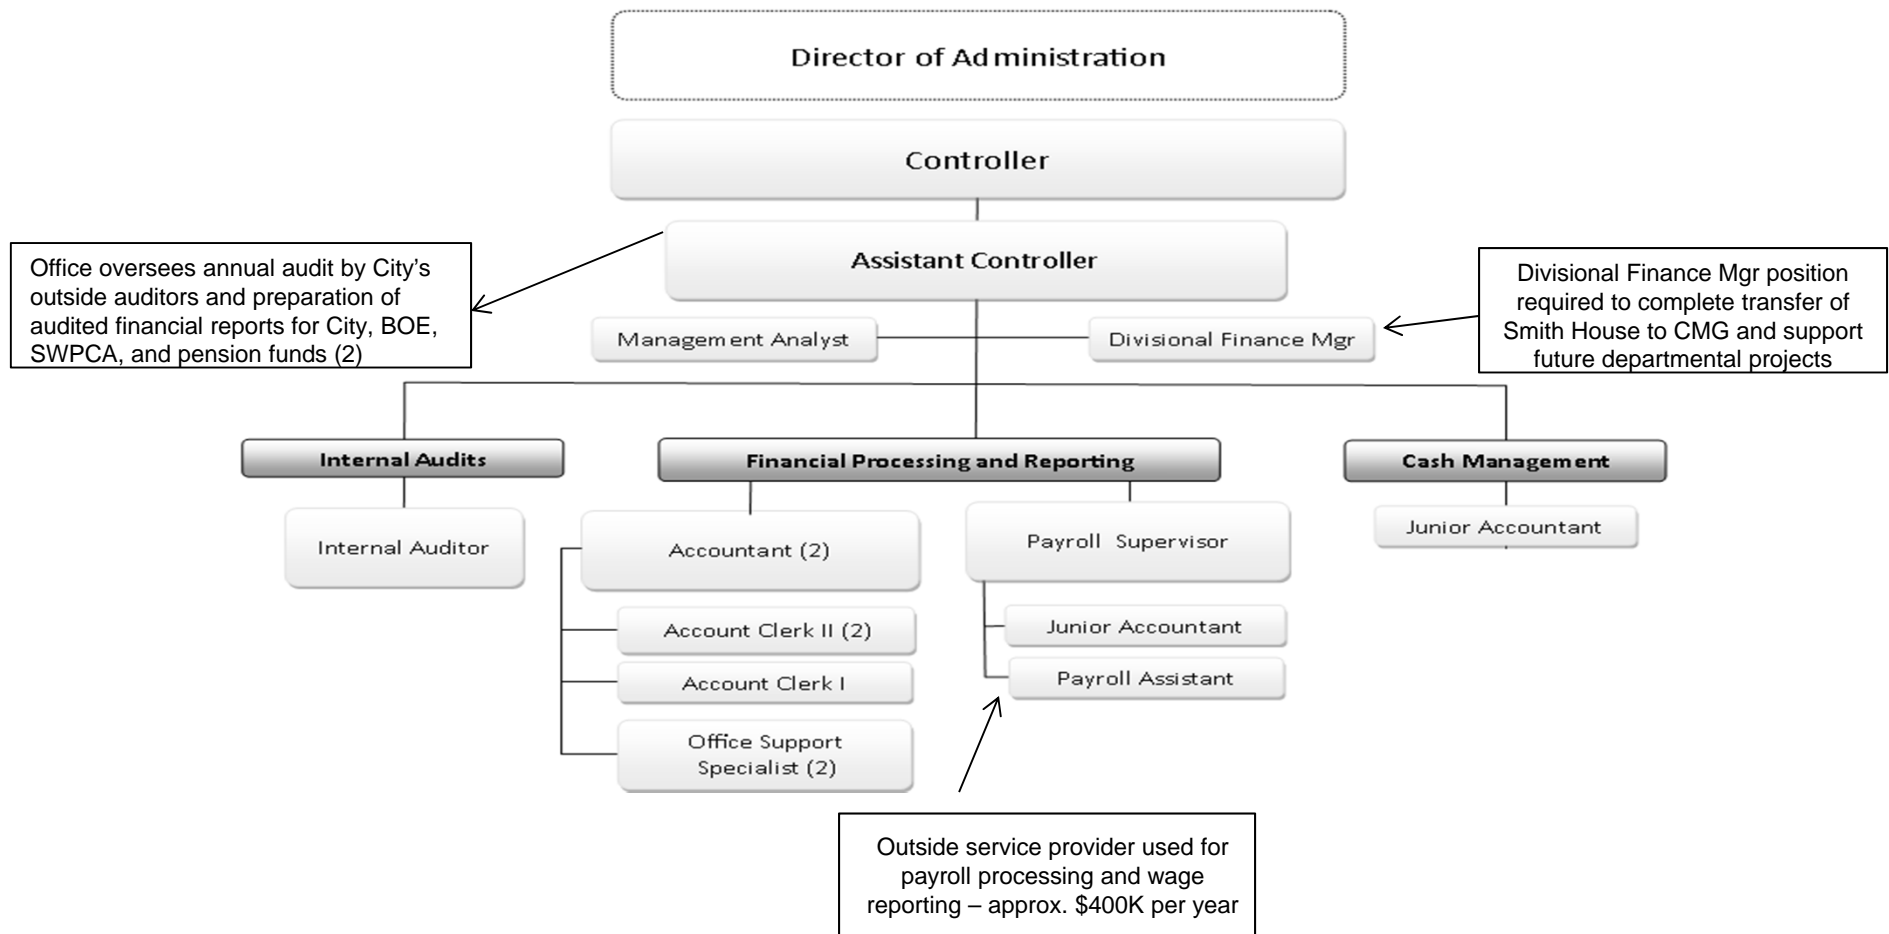 Director of Administration
Controller
Assistant Controller
Office oversees annual audit by City’s
outside auditors and preparation of
audited financial reports for City, BOE,
SWPCA, and pension funds (2)
Divisional Finance Mgr position
required to complete transfer of
Smith House to CMG and support
future departmental projects
Management Analyst
Divisional Finance Mgr
Internal Audits
Financial Processing and Reporting
Cash Management
Internal Auditor
Accountant (2)
Account Clerk II (2)
Account Clerk I
Office Support
Specialist (2)
Payroll Supervisor
Junior Accountant
Payroll Assistant
Junior Accountant
Outside service provider used for
payroll processing and wage
reporting – approx. $400K per year